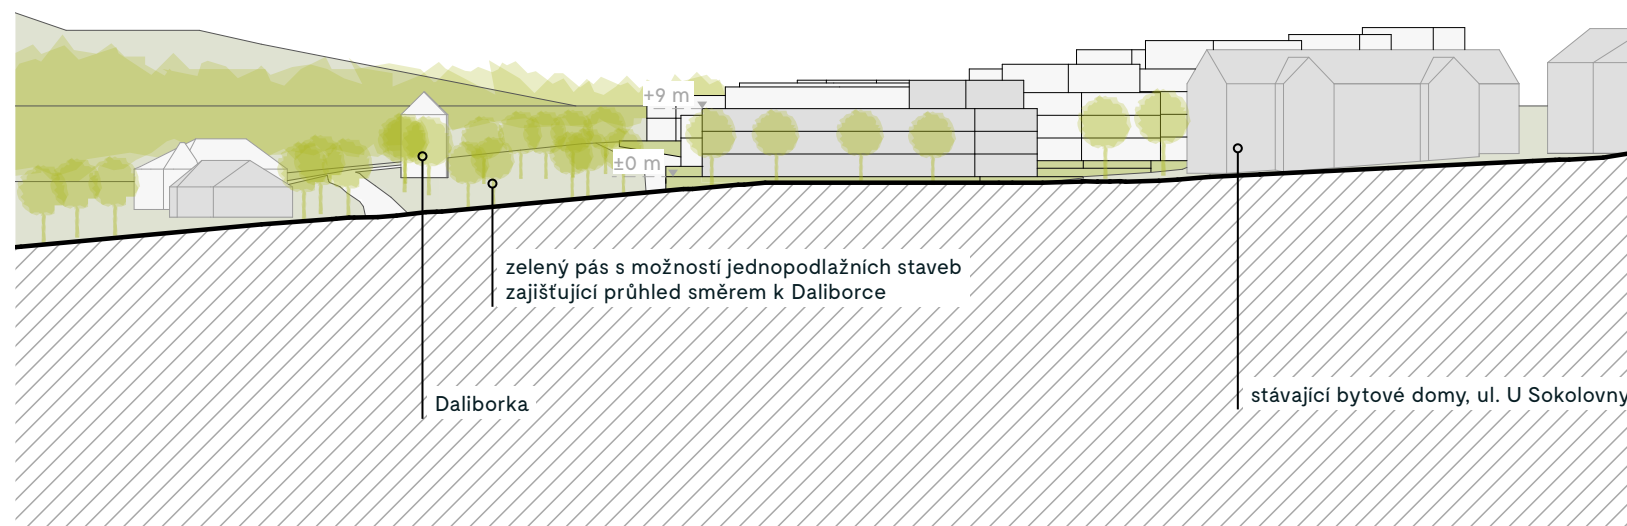 +9 m
±0 m
zelený pás s možností jednopodlažních staveb
zajišťující průhled směrem k Daliborce
Daliborka
stávající bytové domy, ul. U Sokolovny